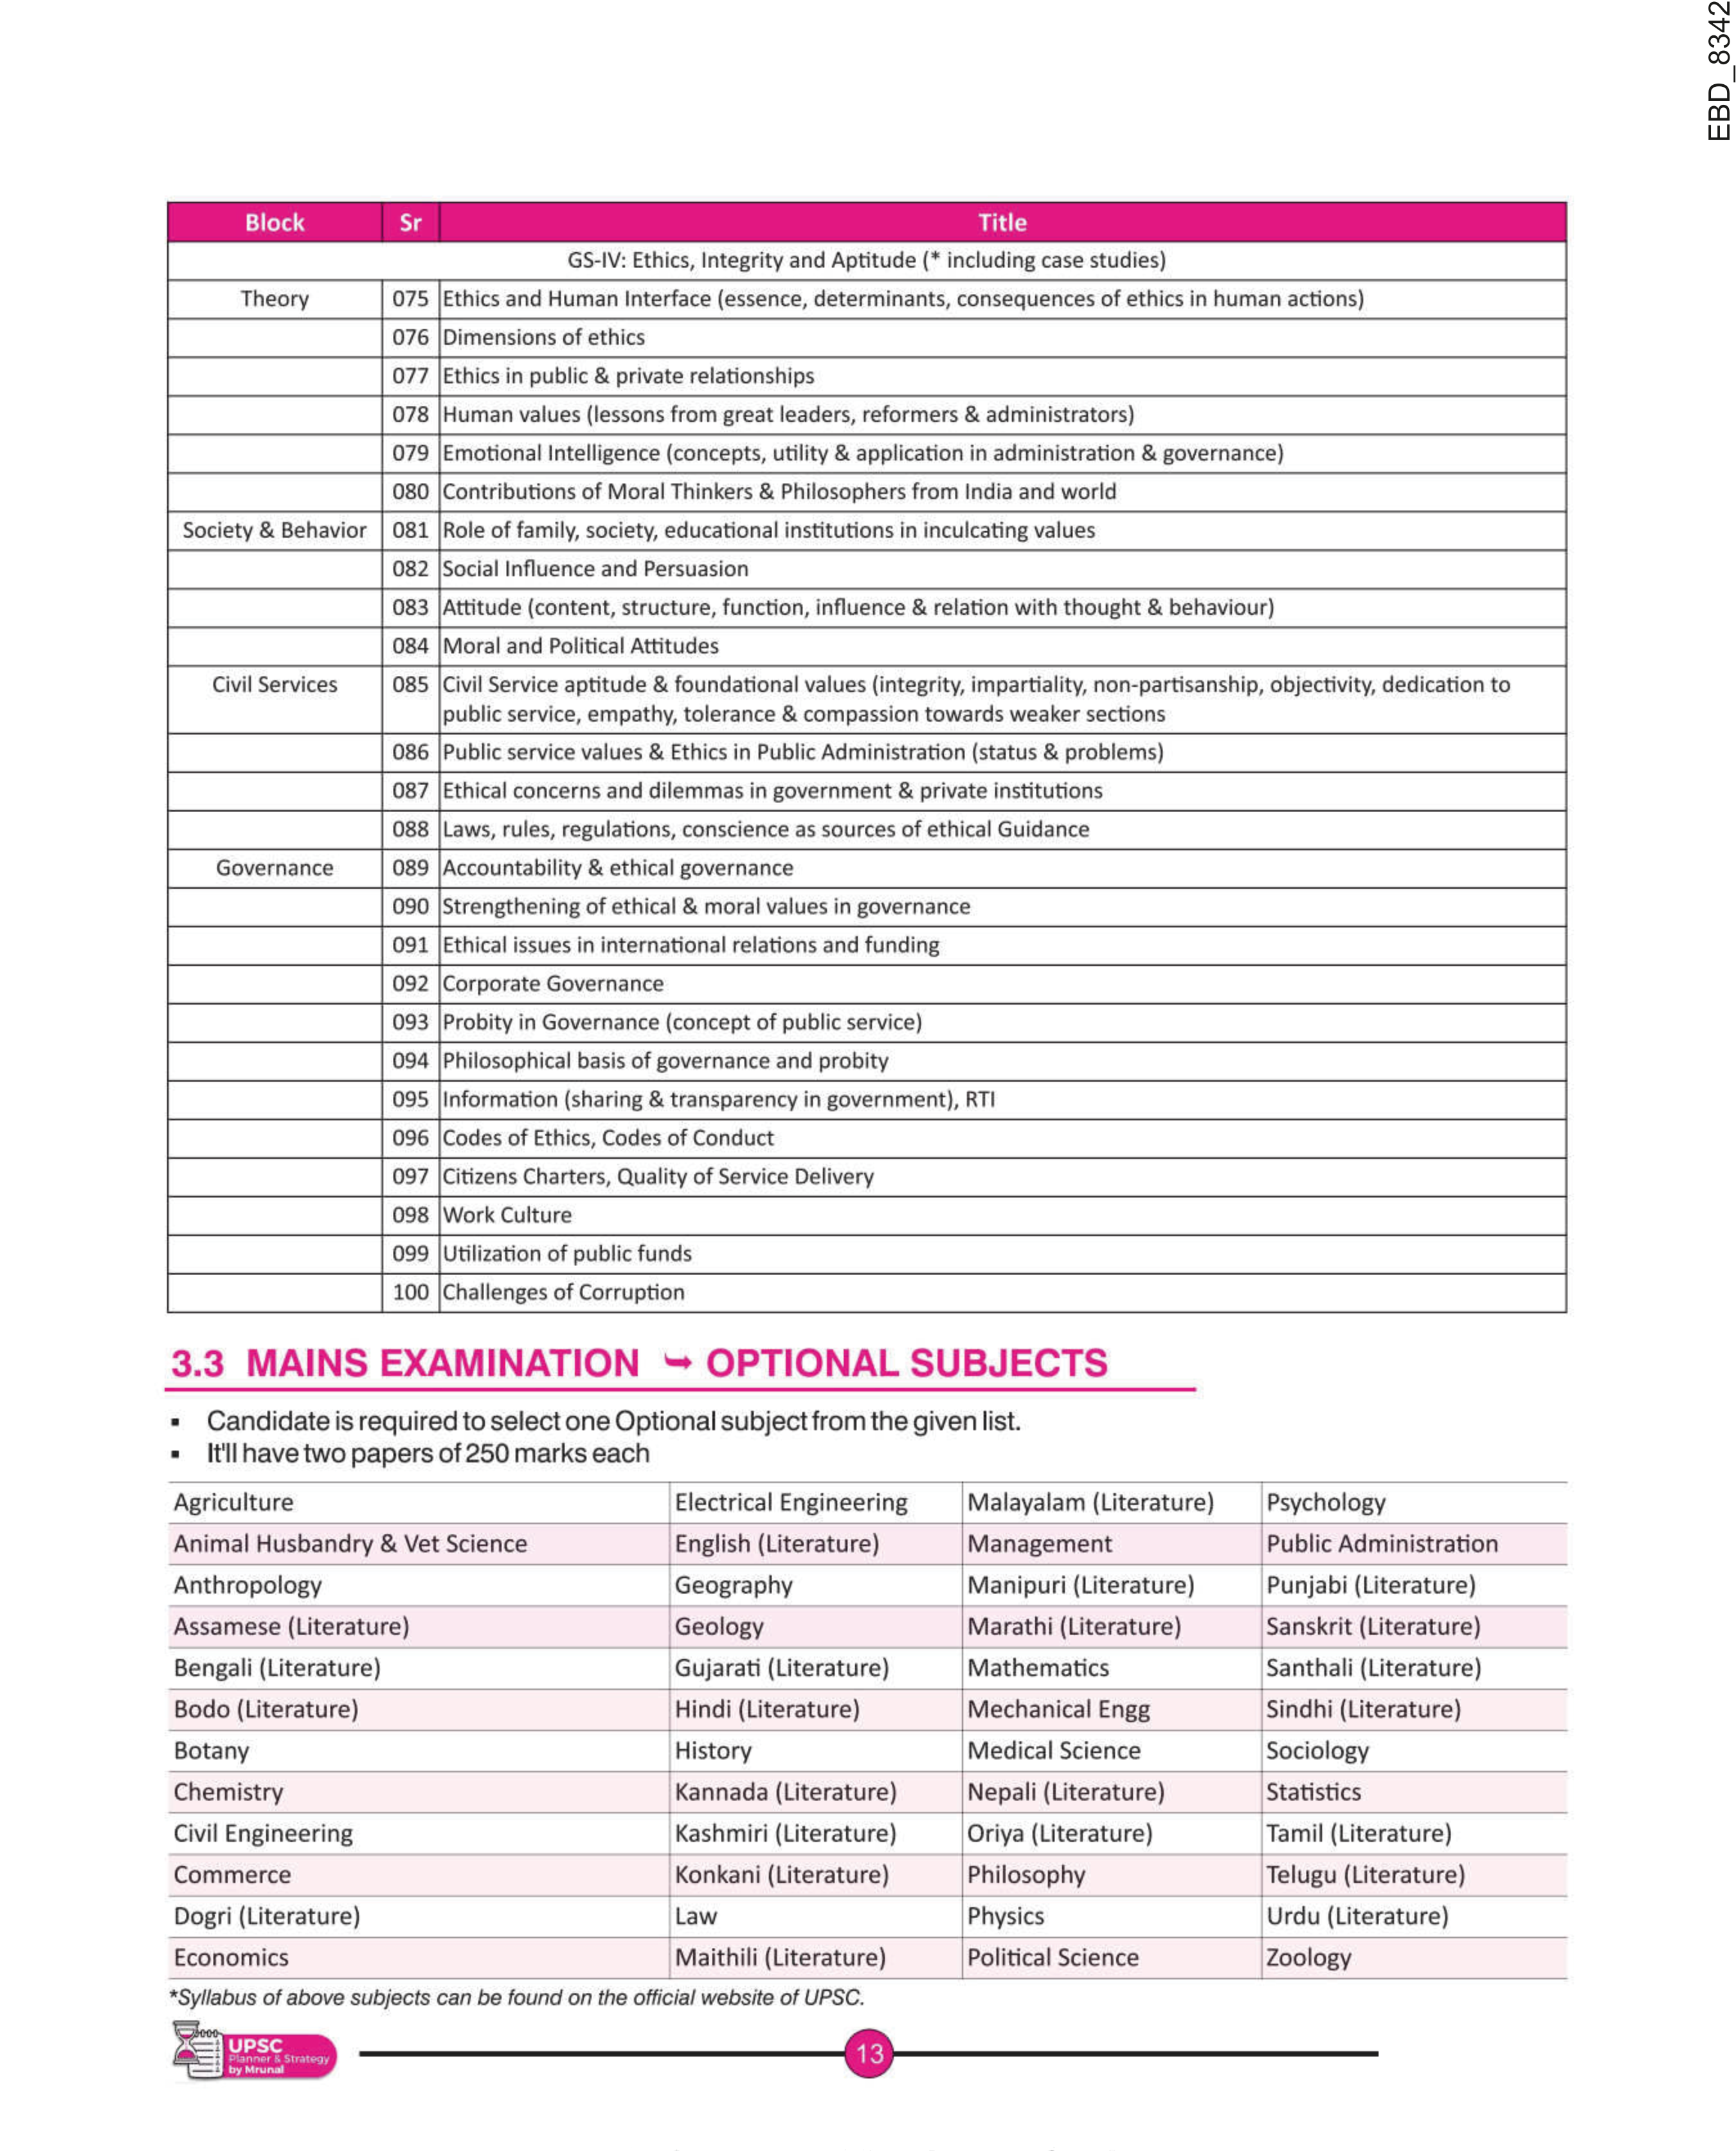 EBD_8342
Block Sr Title
GS-IV: Ethics, Integrity and Aptitude (* including case studies)
Theory 075 Ethics and Human Interface (essence, determinants, consequences of ethics in human actions)
076 Dimensions of ethics
077 Ethics in public & private relationships
078 Human values (lessons from great leaders, reformers & administrators)
079 Emotional Intelligence (concepts, utility & application in administration & governance)
080 Contributions of Moral Thinkers & Philosophers from India and world
Society & Behavior 081 Role of family, society, educational institutions in inculcating values
082 Social Influence and Persuasion
083 Attitude (content, structure, function, influence & relation with thought & behaviour)
084 Moral and Political Attitudes
Civil Services 085 Civil Service aptitude & foundational values (integrity, impartiality, non-partisanship, objectivity, dedication to
public service, empathy, tolerance & compassion towards weaker sections
086 Public service values & Ethics in Public Administration (status & problems)
087 Ethical concerns and dilemmas in government & private institutions
088 Laws, rules, regulations, conscience as sources of ethical Guidance
Governance 089 Accountability & ethical governance
090 Strengthening of ethical & moral values in governance
091 Ethical issues in international relations and funding
092 Corporate Governance
093 Probity in Governance (concept of public service)
094 Philosophical basis of governance and probity
095 Information (sharing & transparency in government), RTI
096 Codes of Ethics, Codes of Conduct
097 Citizens Charters, Quality of Service Delivery
098 Work Culture
099 Utilization of public funds
100 Challenges of Corruption
3.3 MAINS EXAMINATION ➥ OPTIONAL SUBJECTS
▪ Candidate is required to select one Optional subject from the given list.
▪ It'll have two papers of 250 marks each
Agriculture Electrical Engineering Malayalam (Literature) Psychology
Animal Husbandry & Vet Science English (Literature) Management Public Administration
Anthropology Geography Manipuri (Literature) Punjabi (Literature)
Assamese (Literature) Geology Marathi (Literature) Sanskrit (Literature)
Bengali (Literature) Gujarati (Literature) Mathematics Santhali (Literature)
Bodo (Literature) Hindi (Literature) Mechanical Engg Sindhi (Literature)
Botany History Medical Science Sociology
Chemistry Kannada (Literature) Nepali (Literature) Statistics
Civil Engineering Kashmiri (Literature) Oriya (Literature) Tamil (Literature)
Commerce Konkani (Literature) Philosophy Telugu (Literature)
Dogri (Literature) Law Physics Urdu (Literature)
Economics Maithili (Literature) Political Science Zoology
*Syllabus of above subjects can be found on the official website of UPSC.
UPSC
Planner & Strategy
by Mrunal
13